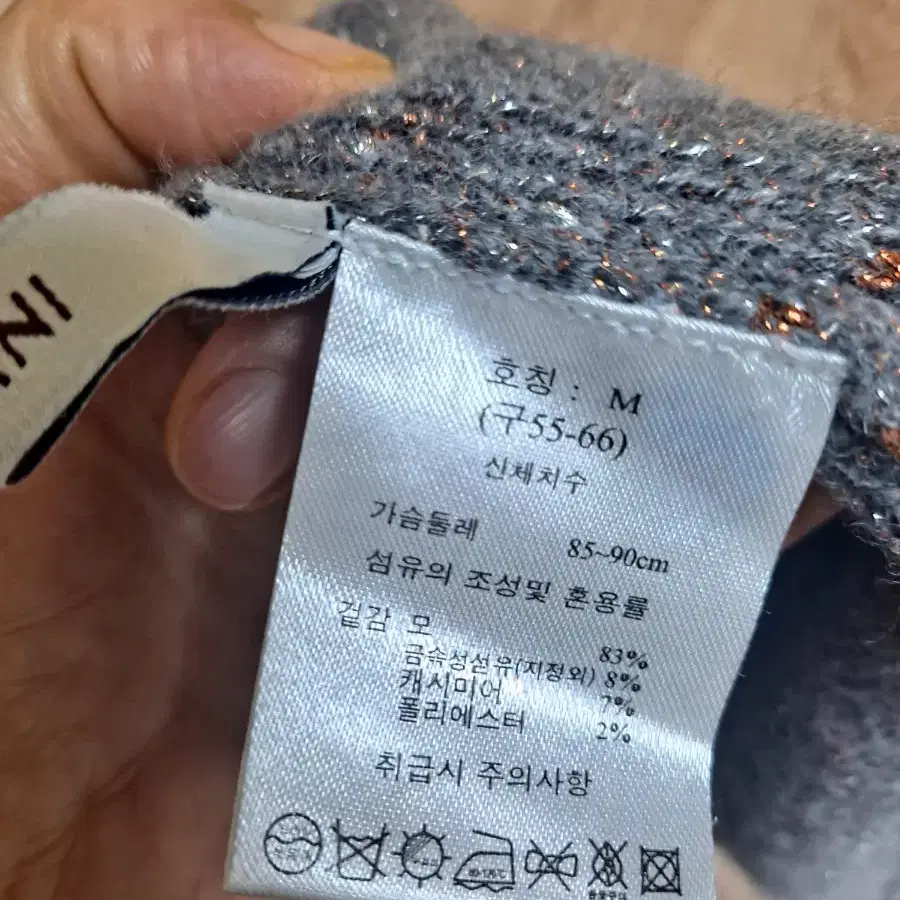 INI
호칭 : M
(구55-66)
신체치수
가슴둘레 85~90cm
섬유의 조성및 혼용률
겉감 모 83%
금속성섬유(지정외) 8%
캐시미어 7%
폴리에스터 2%
취급시 주의사항